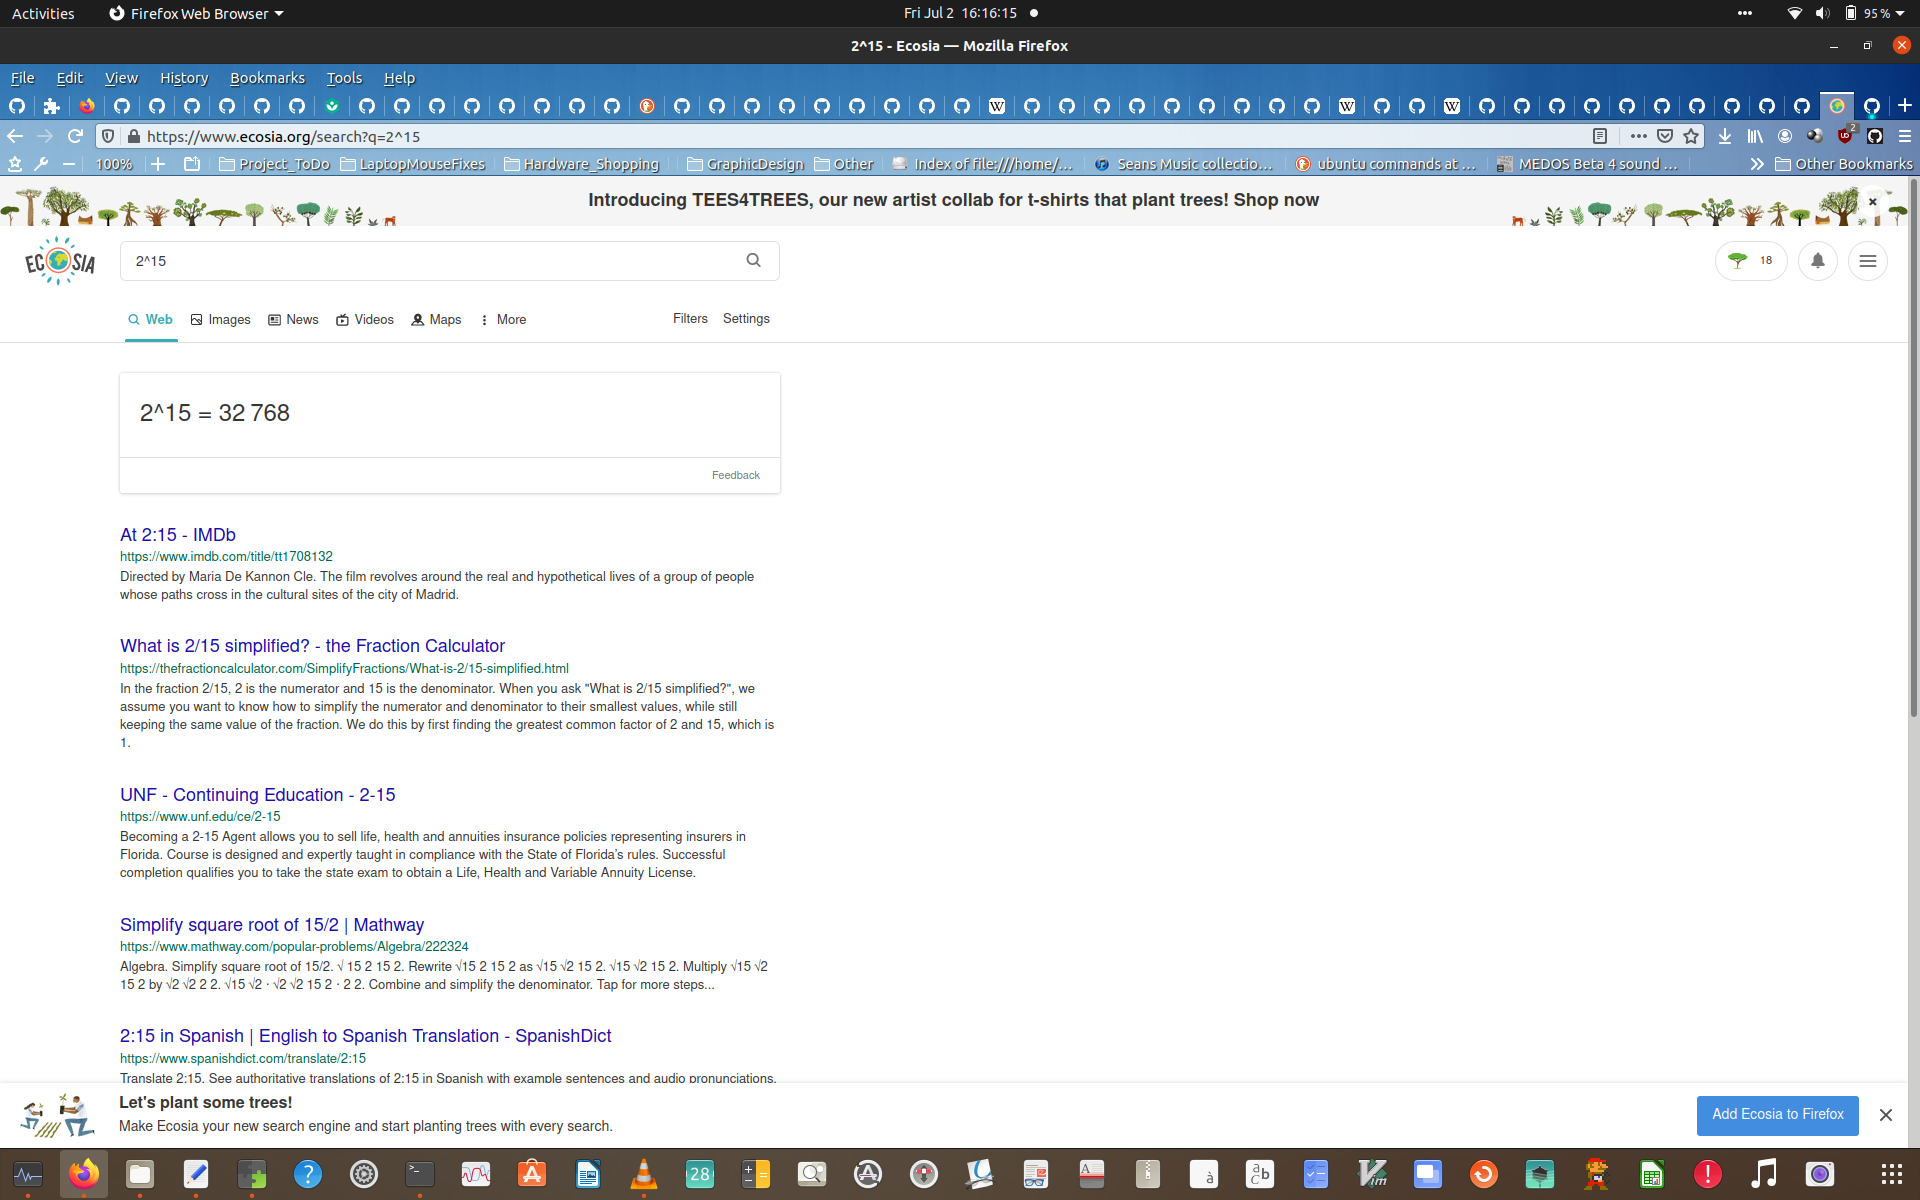 Activities
Firefox Web Browser
Fri Jul 2 16:16:15
95 %
2^15 - Ecosia — Mozilla Firefox
File Edit View History Bookmarks Tools Help
https://www.ecosia.org/search?q=2^15
2
100%
Project_ToDo
LaptopMouseFixes
Hardware_Shopping
GraphicDesign
Other
Index of file:///home/...
Seans Music collectio...
ubuntu commands at ...
MEDOS Beta 4 sound ...
Other Bookmarks
Introducing TEES4TREES, our new artist collab for t-shirts that plant trees! Shop now
ECOSIA
2^15
18
Web Images News Videos Maps More
Filters Settings
2^15 = 32 768
Feedback
At 2:15 - IMDb
https://www.imdb.com/title/tt1708132
Directed by Maria De Kannon Cle. The film revolves around the real and hypothetical lives of a group of people
whose paths cross in the cultural sites of the city of Madrid.
What is 2/15 simplified? - the Fraction Calculator
https://thefractioncalculator.com/SimplifyFractions/What-is-2/15-simplified.html
In the fraction 2/15, 2 is the numerator and 15 is the denominator. When you ask "What is 2/15 simplified?", we
assume you want to know how to simplify the numerator and denominator to their smallest values, while still
keeping the same value of the fraction. We do this by first finding the greatest common factor of 2 and 15, which is
1.
UNF - Continuing Education - 2-15
https://www.unf.edu/ce/2-15
Becoming a 2-15 Agent allows you to sell life, health and annuities insurance policies representing insurers in
Florida. Course is designed and expertly taught in compliance with the State of Florida's rules. Successful
completion qualifies you to take the state exam to obtain a Life, Health and Variable Annuity License.
Simplify square root of 15/2 | Mathway
https://www.mathway.com/popular-problems/Algebra/222324
Algebra. Simplify square root of 15/2. √ 15 2 15 2. Rewrite √15 2 15 2 as √15 √2 15 2. √15 √2 15 2. Multiply √15 √2
15 2 by √2 √2 2 2. √15 √2 ⋅ √2 √2 15 2 ⋅ 2 2. Combine and simplify the denominator. Tap for more steps...
2:15 in Spanish | English to Spanish Translation - SpanishDict
https://www.spanishdict.com/translate/2:15
Translate 2:15. See authoritative translations of 2:15 in Spanish with example sentences and audio pronunciations.
Let's plant some trees!
Make Ecosia your new search engine and start planting trees with every search.
Add Ecosia to Firefox
28